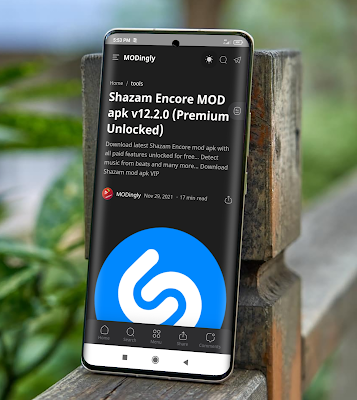 5:53 PM
MODingly
Home / tools
Shazam Encore MOD
apk v12.2.0 (Premium
Unlocked)
Download latest Shazam Encore mod apk with
all paid features unlocked for free... Detect
music from beats and many more... Download
Shazam mod apk VIP
MODingly Nov 29, 2021 - 17 min read
Home Search Menu Share Comments